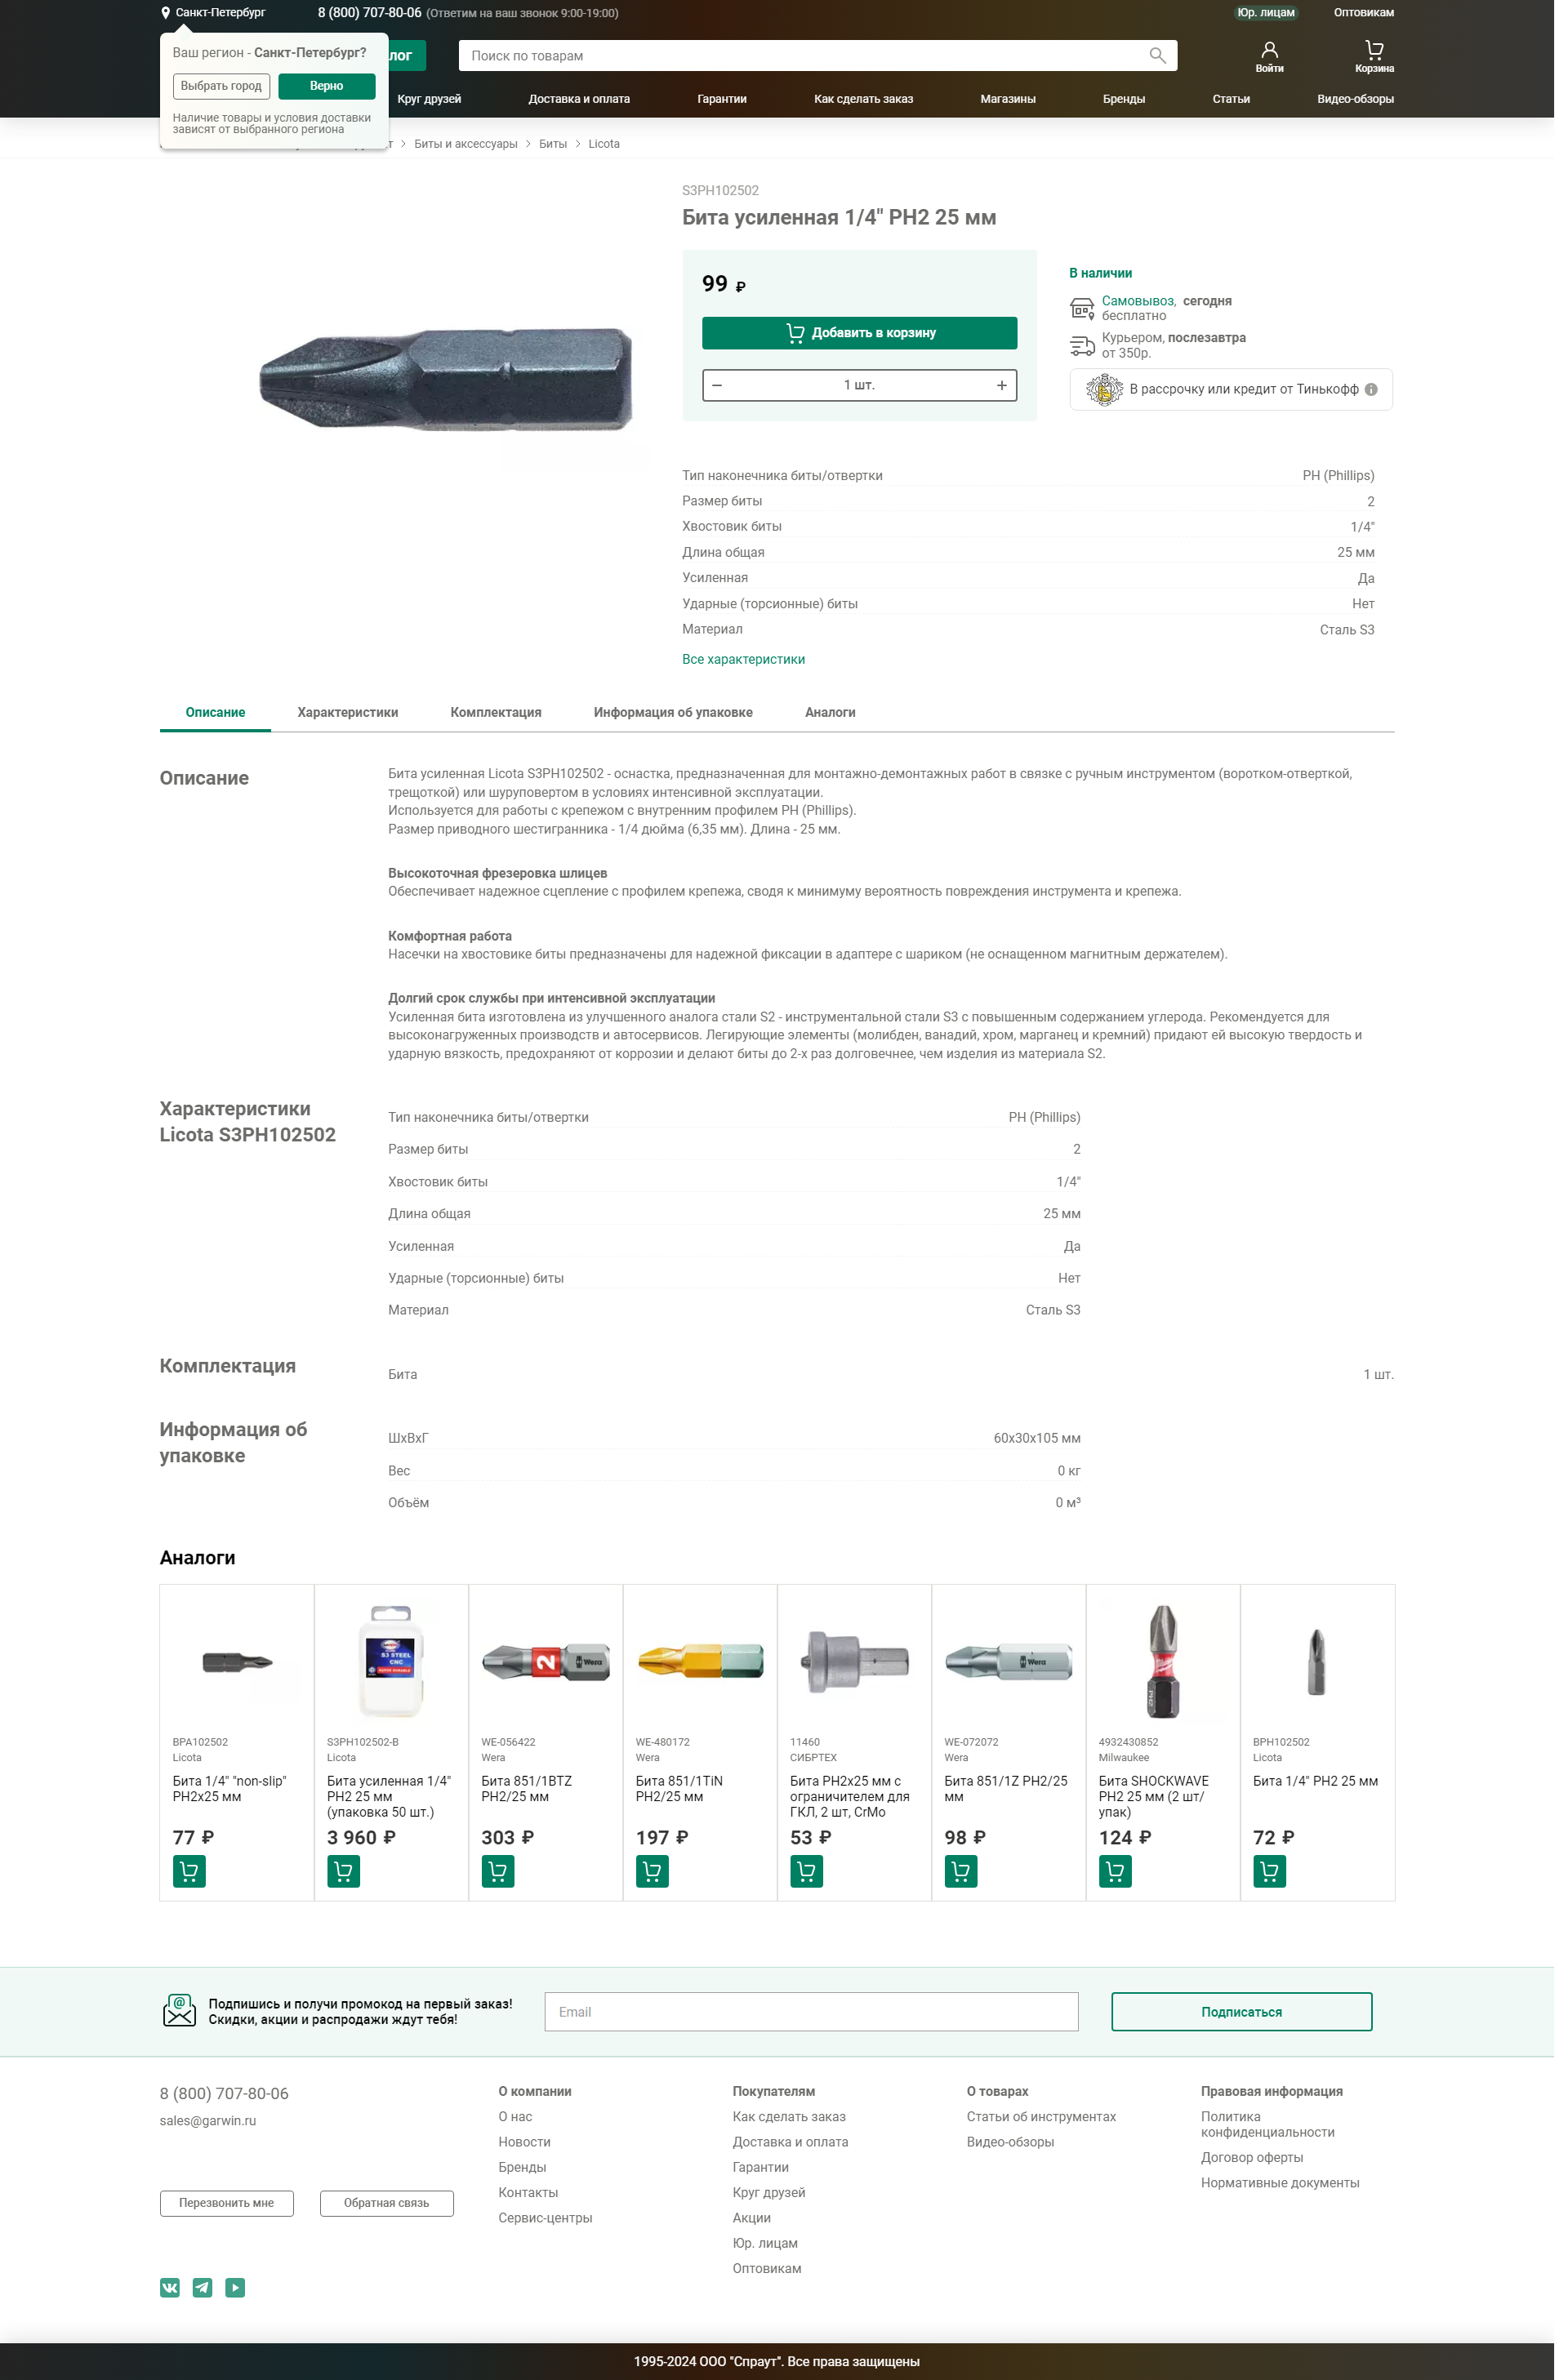 Санкт-Петербург
8 (800) 707-80-06 (Ответим на ваш звонок 9:00-19:00)
Юр. лицам
Оптовикам
Ваш регион - Санкт-Петербург?
Выбрать город
Верно
Наличие товары и условия доставки
зависят от выбранного региона
Поиск по товарам
Войти
Корзина
Круг друзей
Доставка и оплата
Гарантии
Как сделать заказ
Магазины
Бренды
Статьи
Видео-обзоры
Биты и аксессуары
Биты
Licota
S3PH102502
Бита усиленная 1/4" PH2 25 мм
99 ₽
Добавить в корзину
1 шт.
В наличии
Самовывоз, сегодня
бесплатно
Курьером, послезавтра
от 350р.
В рассрочку или кредит от Тинькофф
Тип наконечника биты/отвертки PH (Phillips)
Размер биты 2
Хвостовик биты 1/4"
Длина общая 25 мм
Усиленная Да
Ударные (торсионные) биты Нет
Материал Сталь S3
Все характеристики
Описание
Характеристики
Комплектация
Информация об упаковке
Аналоги
Описание
Бита усиленная Licota S3PH102502 - оснастка, предназначенная для монтажно-демонтажных работ в связке с ручным инструментом (воротком-отверткой,
трещоткой) или шуруповертом в условиях интенсивной эксплуатации.
Используется для работы с крепежом с внутренним профилем PH (Phillips).
Размер приводного шестигранника - 1/4 дюйма (6,35 мм). Длина - 25 мм.
Высокоточная фрезеровка шлицев
Обеспечивает надежное сцепление с профилем крепежа, сводя к минимуму вероятность повреждения инструмента и крепежа.
Комфортная работа
Насечки на хвостовике биты предназначены для надежной фиксации в адаптере с шариком (не оснащенном магнитным держателем).
Долгий срок службы при интенсивной эксплуатации
Усиленная бита изготовлена из улучшенного аналога стали S2 - инструментальной стали S3 с повышенным содержанием углерода. Рекомендуется для
высоконагруженных производств и автосервисов. Легирующие элементы (молибден, ванадий, хром, марганец и кремний) придают ей высокую твердость и
ударную вязкость, предохраняют от коррозии и делают биты до 2-х раз долговечнее, чем изделия из материала S2.
Характеристики
Licota S3PH102502
Тип наконечника биты/отвертки PH (Phillips)
Размер биты 2
Хвостовик биты 1/4"
Длина общая 25 мм
Усиленная Да
Ударные (торсионные) биты Нет
Материал Сталь S3
Комплектация
Бита 1 шт.
Информация об
упаковке
ШхВхГ 60x30x105 мм
Вес 0 кг
Объём 0 м³
Аналоги
BPA102502
Licota
Бита 1/4" "non-slip"
PH2x25 мм
77 ₽
S3 STEEL
CNC
S3PH102502-B
Licota
Бита усиленная 1/4"
PH2 25 мм
(упаковка 50 шт.)
3 960 ₽
2
Wera
WE-056422
Wera
Бита 851/1BTZ
PH2/25 мм
303 ₽
Wera
WE-480172
Wera
Бита 851/1TiN
PH2/25 мм
197 ₽
11460
СИБРТЕХ
Бита PH2x25 мм с
ограничителем для
ГКЛ, 2 шт, CrMo
53 ₽
Wera
WE-072072
Wera
Бита 851/1Z PH2/25
мм
98 ₽
PH2
4932430852
Milwaukee
Бита SHOCKWAVE
PH2 25 мм (2 шт/
упак)
124 ₽
BPH102502
Licota
Бита 1/4" PH2 25 мм
72 ₽
Подпишись и получи промокод на первый заказ!
Скидки, акции и распродажи ждут тебя!
Email
Подписаться
8 (800) 707-80-06
sales@garwin.ru
Перезвонить мне
Обратная связь
О компании
О нас
Новости
Бренды
Контакты
Сервис-центры
Покупателям
Как сделать заказ
Доставка и оплата
Гарантии
Круг друзей
Акции
Юр. лицам
Оптовикам
О товарах
Статьи об инструментах
Видео-обзоры
Правовая информация
Политика
конфиденциальности
Договор оферты
Нормативные документы
1995-2024 ООО "Спраут". Все права защищены